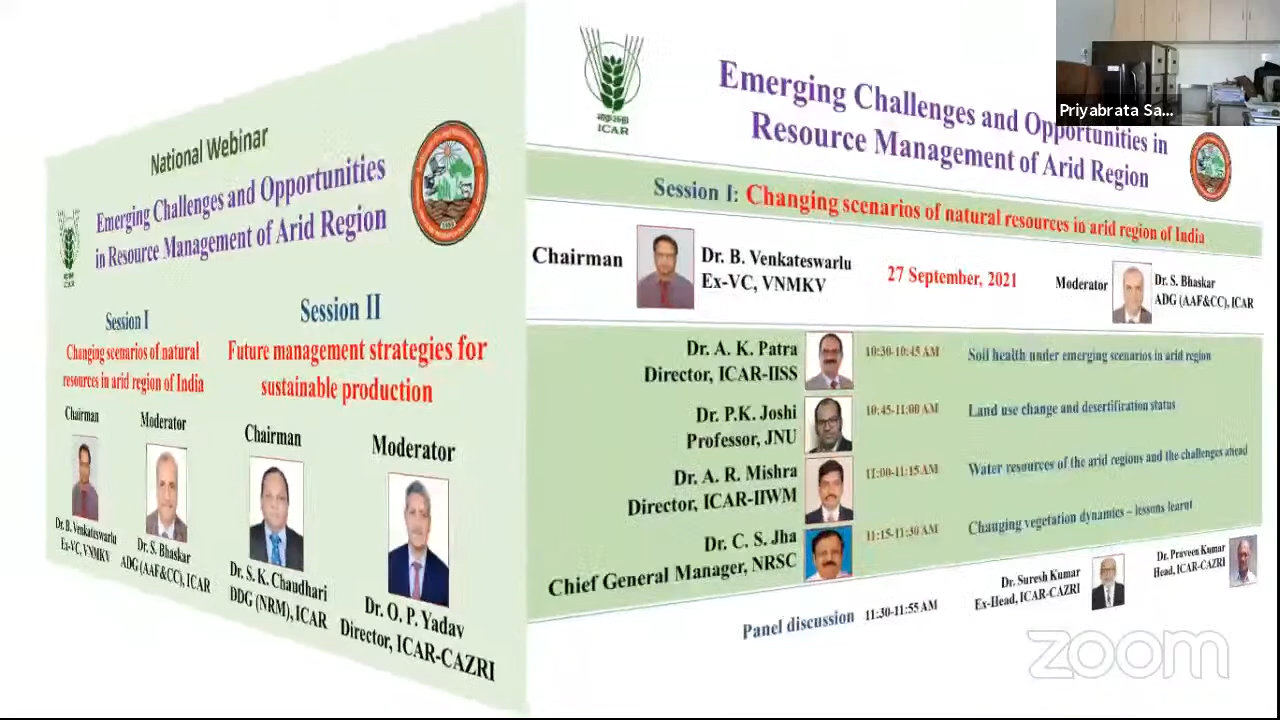 National Webinar
Emerging Challenges and Opportunities
in Resource Management of Arid Region
ICAR
Session I
Changing scenarios of natural
resources in arid region of India
Chairman
Dr. B. Venkateswarlu
Ex-VC, VNMKV
Moderator
Dr. S. Bhaskar
ADG (AAF&CC), ICAR
Session II
Future management strategies for
sustainable production
Chairman
Dr. S. K. Chaudhari
DDG (NRM), ICAR
Moderator
Dr. O. P. Yadav
Director, ICAR-CAZRI
भाकृअनुप
ICAR
Emerging Challenges and Opportunities in
Resource Management of Arid Region
Priyabrata Sa...
Session I: Changing scenarios of natural resources in arid region of India
Chairman
Dr. B. Venkateswarlu
Ex-VC, VNMKV
27 September, 2021
Moderator
Dr. S. Bhaskar
ADG (AAF&CC), ICAR
Dr. A. K. Patra
Director, ICAR-IISS
10:30-10:45 AM
Soil health under emerging scenarios in arid region
Dr. P.K. Joshi
Professor, JNU
10:45-11:00 AM
Land use change and desertification status
Dr. A. R. Mishra
Director, ICAR-IIWM
11:00-11:15 AM
Water resources of the arid regions and the challenges ahead
Dr. C. S. Jha
Chief General Manager, NRSC
11:15-11:30 AM
Changing vegetation dynamics – lessons learnt
Panel discussion 11:30-11:55 AM
Dr. Suresh Kumar
Ex-Head, ICAR-CAZRI
Dr. Praveen Kumar
Head, ICAR-CAZRI
zoom